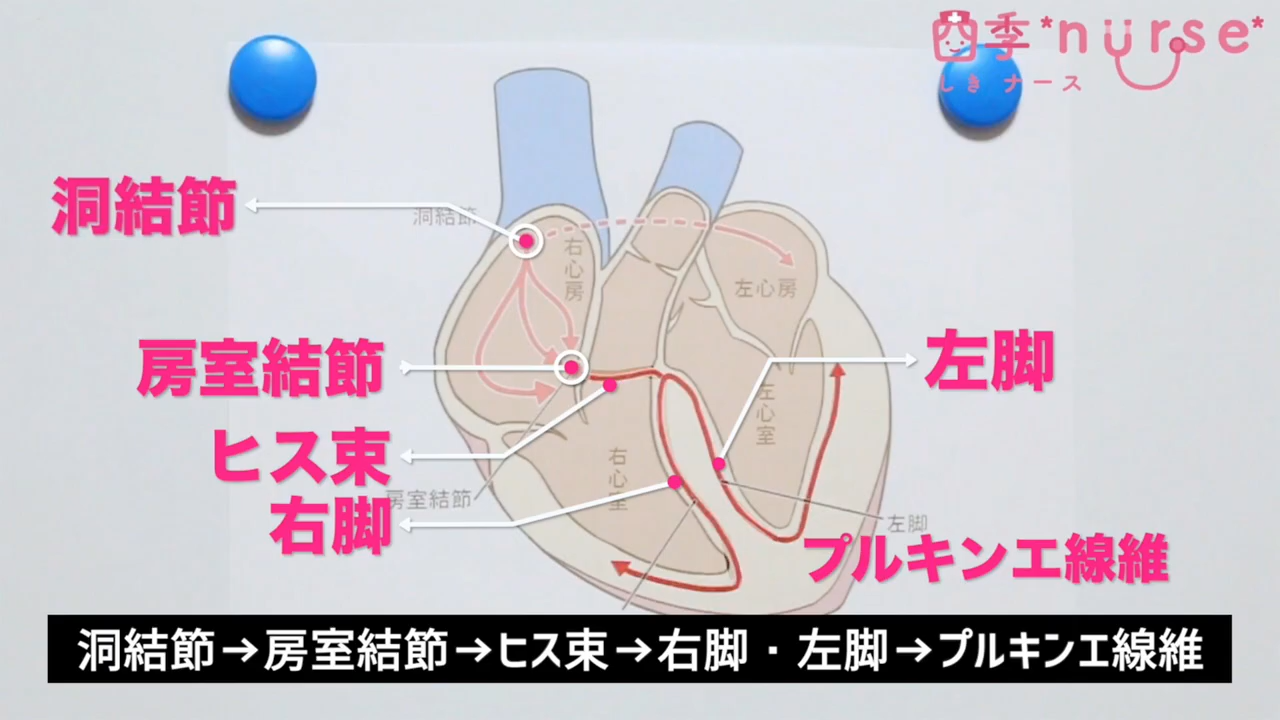 四季*nurse*
しきナース
洞結節
洞結節
右心房
左心房
房室結節
左脚
左心室
ヒス束
右心室
房室結節
右脚
左脚
プルキンエ線維
洞結節→房室結節→ヒス束→右脚・左脚→プルキンエ線維